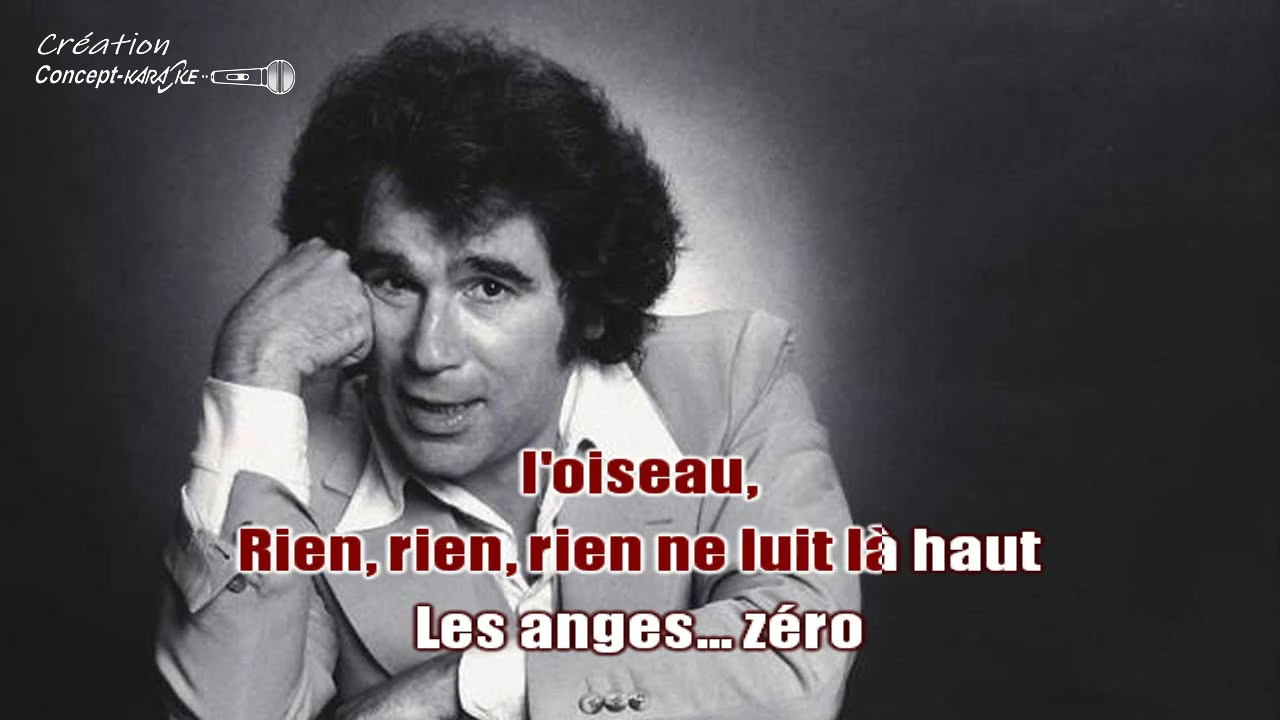 Création
Concept-KARAOKE
l'oiseau,
Rien, rien, rien ne luit là haut
Les anges... zéro